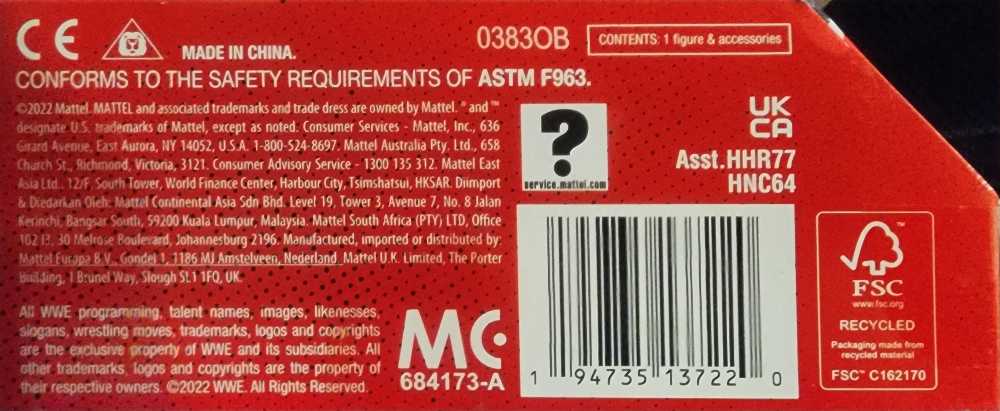 CE
MADE IN CHINA.
0383OB
CONTENTS: 1 figure & accessories
CONFORMS TO THE SAFETY REQUIREMENTS OF ASTM F963.
©2022 Mattel. MATTEL and associated trademarks and trade dress are owned by Mattel. ® and ™
designate U.S. trademarks of Mattel, except as noted. Consumer Services - Mattel, Inc., 636
Girard Avenue, East Aurora, NY 14052, U.S.A. 1-800-524-8697. Mattel Australia Pty. Ltd., 658
Church St., Richmond, Victoria, 3121. Consumer Advisory Service - 1300 135 312. Mattel East
Asia Ltd., 12/F, South Tower, World Finance Center, Harbour City, Tsimshatsui, HKSAR. Diimport
& Diedarkan Oleh: Mattel Continental Asia Sdn Bhd. Level 19, Tower 3, Avenue 7, No. 8 Jalan
Kerinchi, Bangsar South, 59200 Kuala Lumpur, Malaysia. Mattel South Africa (PTY) LTD, Office
102 I3, 30 Melrose Boulevard, Johannesburg 2196. Manufactured, imported or distributed by:
Mattel Europa B.V., Gondel 1, 1186 MJ Amstelveen, Nederland. Mattel U.K. Limited, The Porter
Building, 1 Brunel Way, Slough SL1 1FQ, UK.
All WWE programming, talent names, images, likenesses,
slogans, wrestling moves, trademarks, logos and copyrights
are the exclusive property of WWE and its subsidiaries. All
other trademarks, logos and copyrights are the property of
their respective owners. ©2022 WWE. All Rights Reserved.
MC
684173-A
?
service.mattel.com
UK
CA
Asst.HHR77
HNC64
1 94735 13722 0
FSC
www.fsc.org
RECYCLED
Packaging made from
recycled material
FSC™ C162170